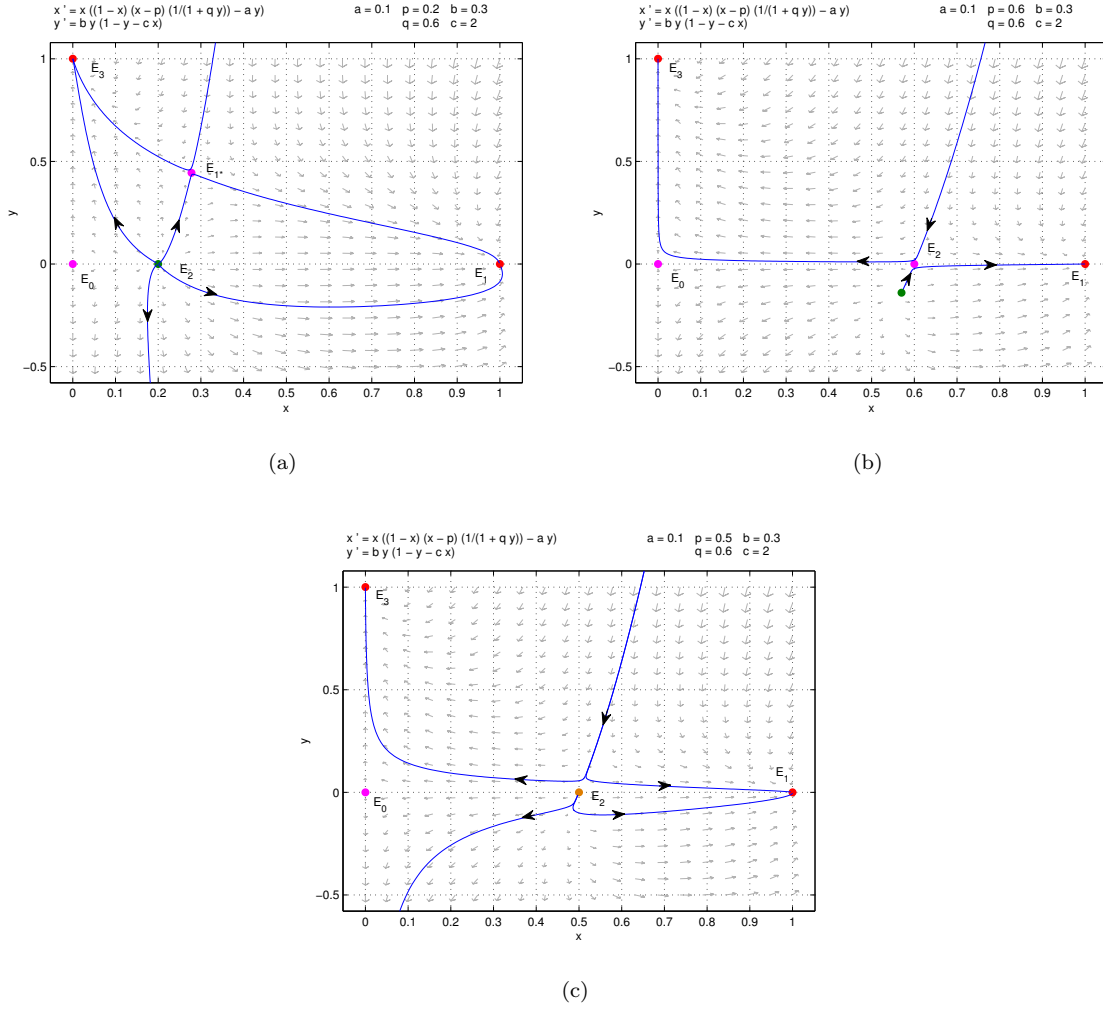 x ' = x ((1 − x) (x − p) (1/(1 + q y)) − a y)
y ' = b y (1 − y − c x)
a = 0.1 p = 0.2 b = 0.3
q = 0.6 c = 2
1
0.5
0
−0.5
y
E3
E1*
E2
E0
E1
0 0.1 0.2 0.3 0.4 0.5 0.6 0.7 0.8 0.9 1
x
(a)
x ' = x ((1 − x) (x − p) (1/(1 + q y)) − a y)
y ' = b y (1 − y − c x)
a = 0.1 p = 0.6 b = 0.3
q = 0.6 c = 2
1
0.5
0
−0.5
y
E3
E2
E0
E1
0 0.1 0.2 0.3 0.4 0.5 0.6 0.7 0.8 0.9 1
x
(b)
x ' = x ((1 − x) (x − p) (1/(1 + q y)) − a y)
y ' = b y (1 − y − c x)
a = 0.1 p = 0.5 b = 0.3
q = 0.6 c = 2
1
0.5
0
−0.5
y
E3
E1
E2
E0
0 0.1 0.2 0.3 0.4 0.5 0.6 0.7 0.8 0.9 1
x
(c)